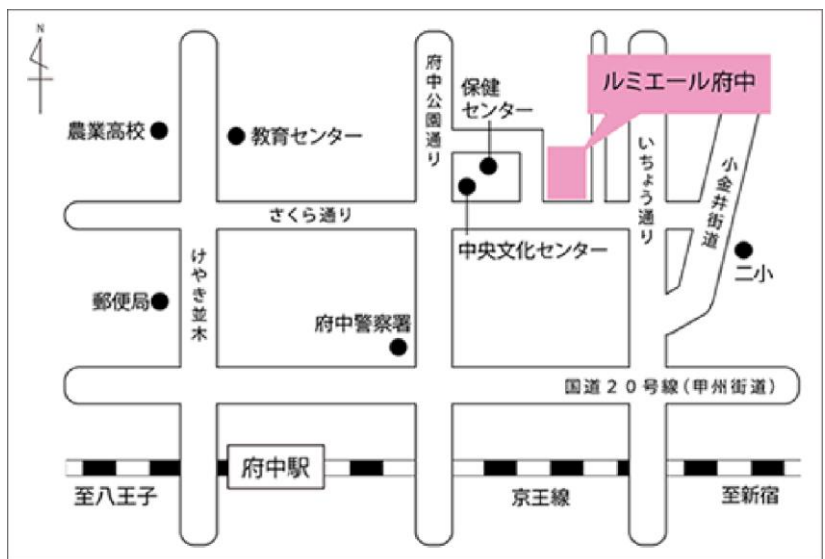 N
ルミエール府中
府中公園通り
保健
センター
農業高校
教育センター
いちょう通り
小金井街道
さくら通り
中央文化センター
二小
けやき並木
郵便局
府中警察署
国道20号線(甲州街道)
府中駅
至八王子
京王線
至新宿